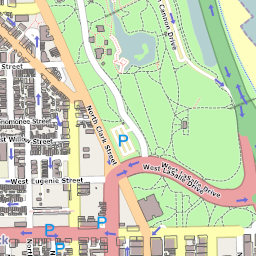 Cannon Drive
Street
nomonee Street
West Willow Street
North Clark Street
P
West LaSalle Drive
West LaSalle Drive
West Eugenie Street
P
P
P
P